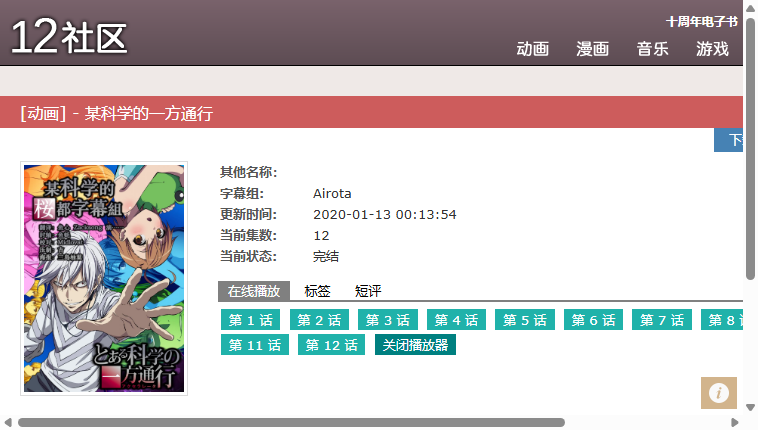 12社区
十周年电子书
动画 漫画 音乐 游戏
[动画] - 某科学的一方通行
其他名称:
字幕组: Airota
更新时间: 2020-01-13 00:13:54
当前集数: 12
当前状态: 完结
在线播放 标签 短评
第 1 话 第 2 话 第 3 话 第 4 话 第 5 话 第 6 话 第 7 话 第 8
第 11 话 第 12 话 关闭播放器
某科学的
桜都字幕組
とある科学の
一方通行